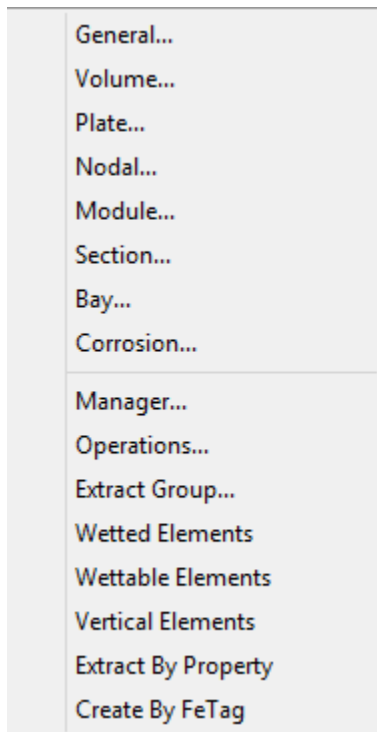 General...
Volume...
Plate...
Nodal...
Module...
Section...
Bay...
Corrosion...
Manager...
Operations...
Extract Group...
Wetted Elements
Wettable Elements
Vertical Elements
Extract By Property
Create By FeTag